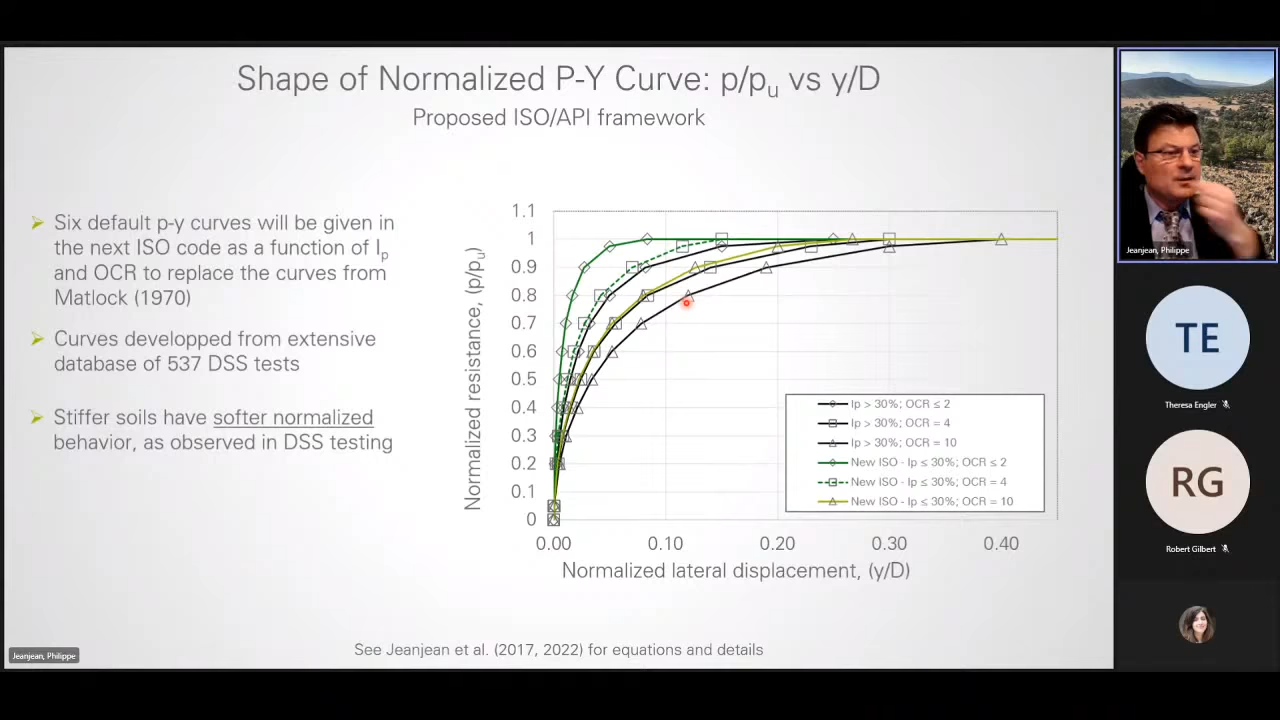 Shape of Normalized P-Y Curve: p/pu vs y/D
Proposed ISO/API framework
Six default p-y curves will be given in
the next ISO code as a function of Ip
and OCR to replace the curves from
Matlock (1970)
Curves developped from extensive
database of 537 DSS tests
Stiffer soils have softer normalized
behavior, as observed in DSS testing
Normalized resistance, (p/pu)
1.1
1
0.9
0.8
0.7
0.6
0.5
0.4
0.3
0.2
0.1
0
0.00 0.10 0.20 0.30 0.40
Normalized lateral displacement, (y/D)
Ip > 30%; OCR ≤ 2
Ip > 30%; OCR = 4
Ip > 30%; OCR = 10
New ISO - Ip ≤ 30%; OCR ≤ 2
New ISO - Ip ≤ 30%; OCR = 4
New ISO - Ip ≤ 30%; OCR = 10
See Jeanjean et al. (2017, 2022) for equations and details
Jeanjean, Philippe
Jeanjean, Philippe
TE
Theresa Engler
RG
Robert Gilbert